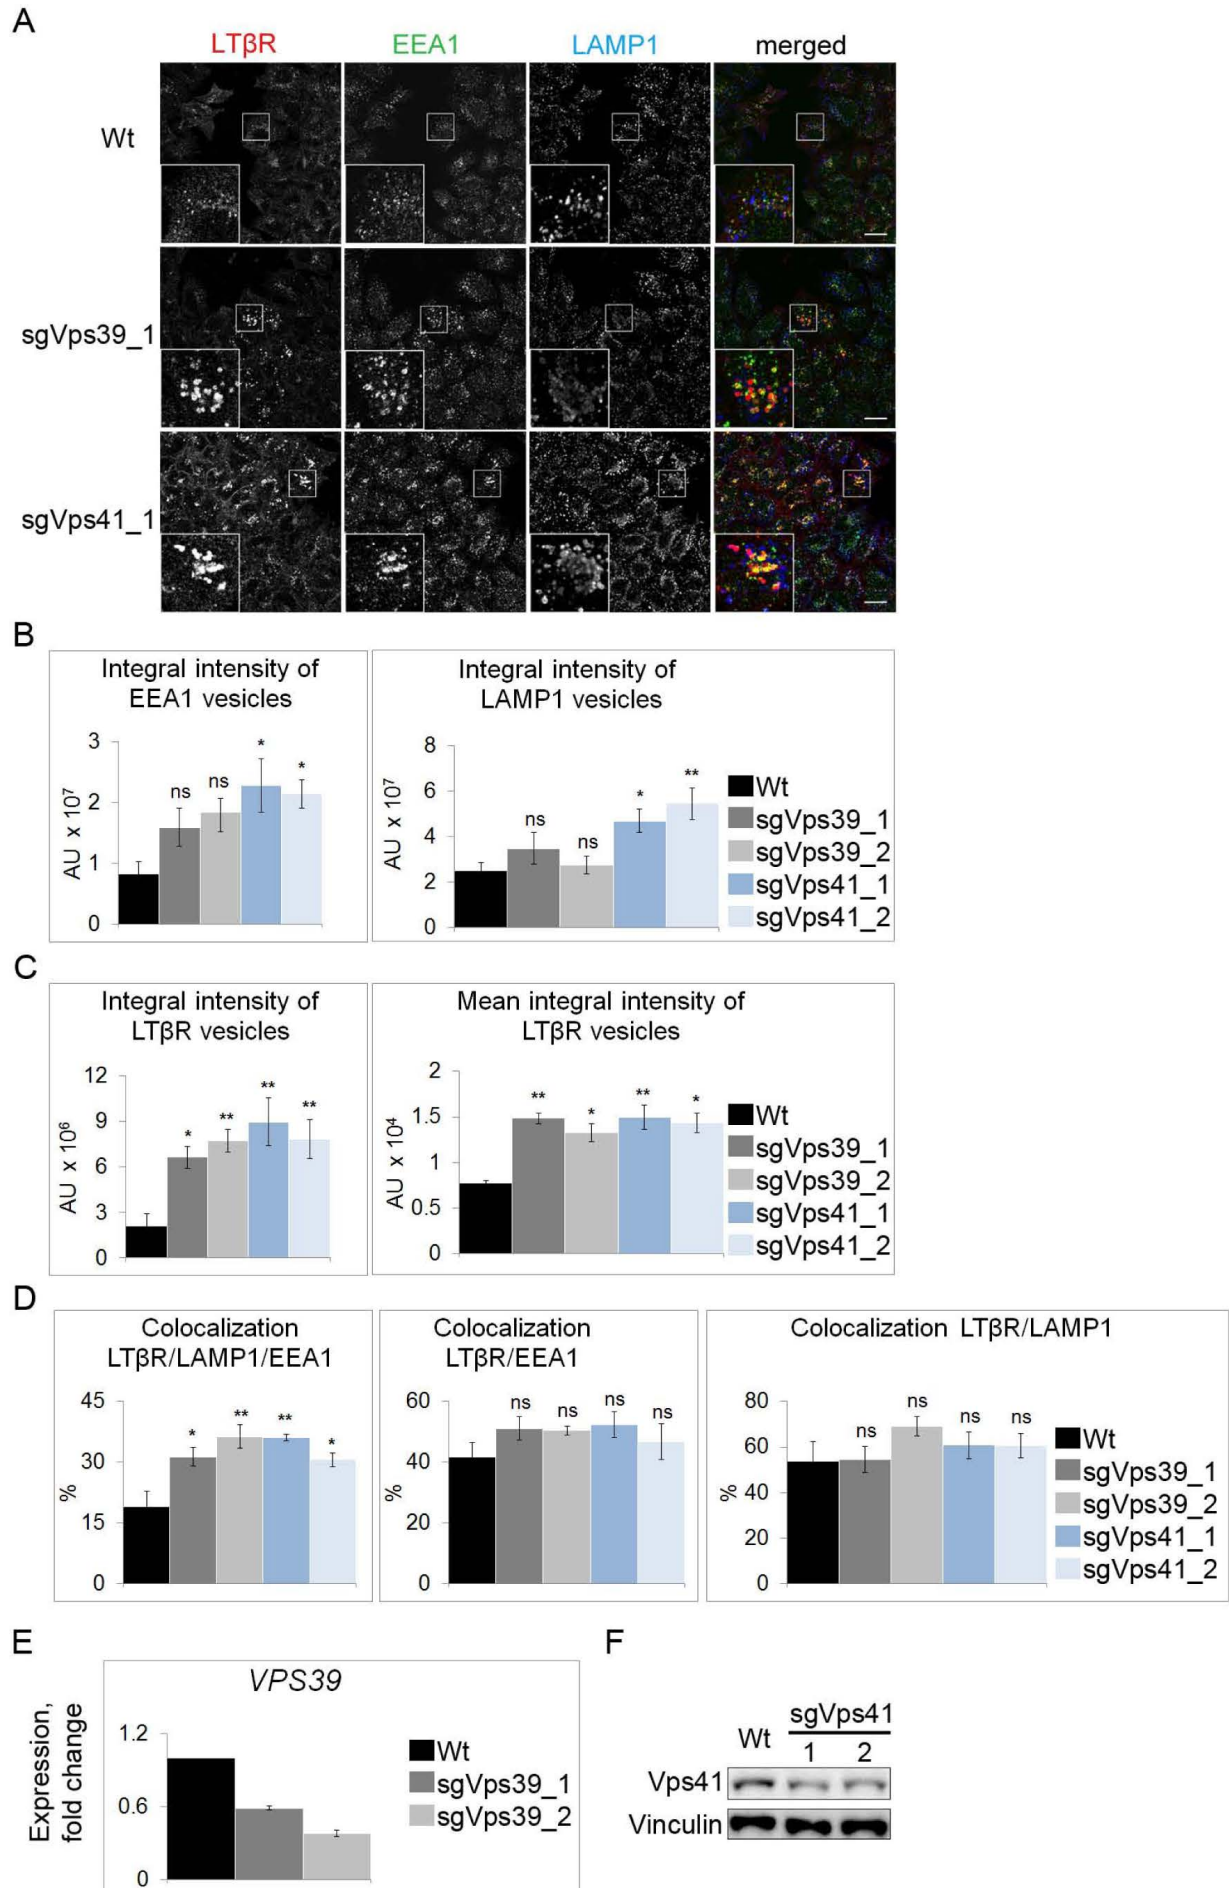 A
LTβR EEA1 LAMP1 merged
Wt
sgVps39_1
sgVps41_1
B
Integral intensity of
EEA1 vesicles
AU x 10⁷
3
2
1
0
ns ns * *
Integral intensity of
LAMP1 vesicles
AU x 10⁷
8
6
4
2
0
ns ns * **
Wt
sgVps39_1
sgVps39_2
sgVps41_1
sgVps41_2
C
Integral intensity of
LTβR vesicles
AU x 10⁶
12
9
6
3
0
* ** ** **
Mean integral intensity of
LTβR vesicles
AU x 10⁴
2
1.5
1
0.5
0
** * ** *
Wt
sgVps39_1
sgVps39_2
sgVps41_1
sgVps41_2
D
Colocalization
LTβR/LAMP1/EEA1
%
45
30
15
0
* ** ** *
Colocalization
LTβR/EEA1
%
60
40
20
0
ns ns ns ns
Colocalization LTβR/LAMP1
%
80
60
40
20
0
ns ns ns ns
Wt
sgVps39_1
sgVps39_2
sgVps41_1
sgVps41_2
E
VPS39
Expression,
fold change
1.2
0.6
0
Wt
sgVps39_1
sgVps39_2
F
sgVps41
Wt 1 2
Vps41
Vinculin